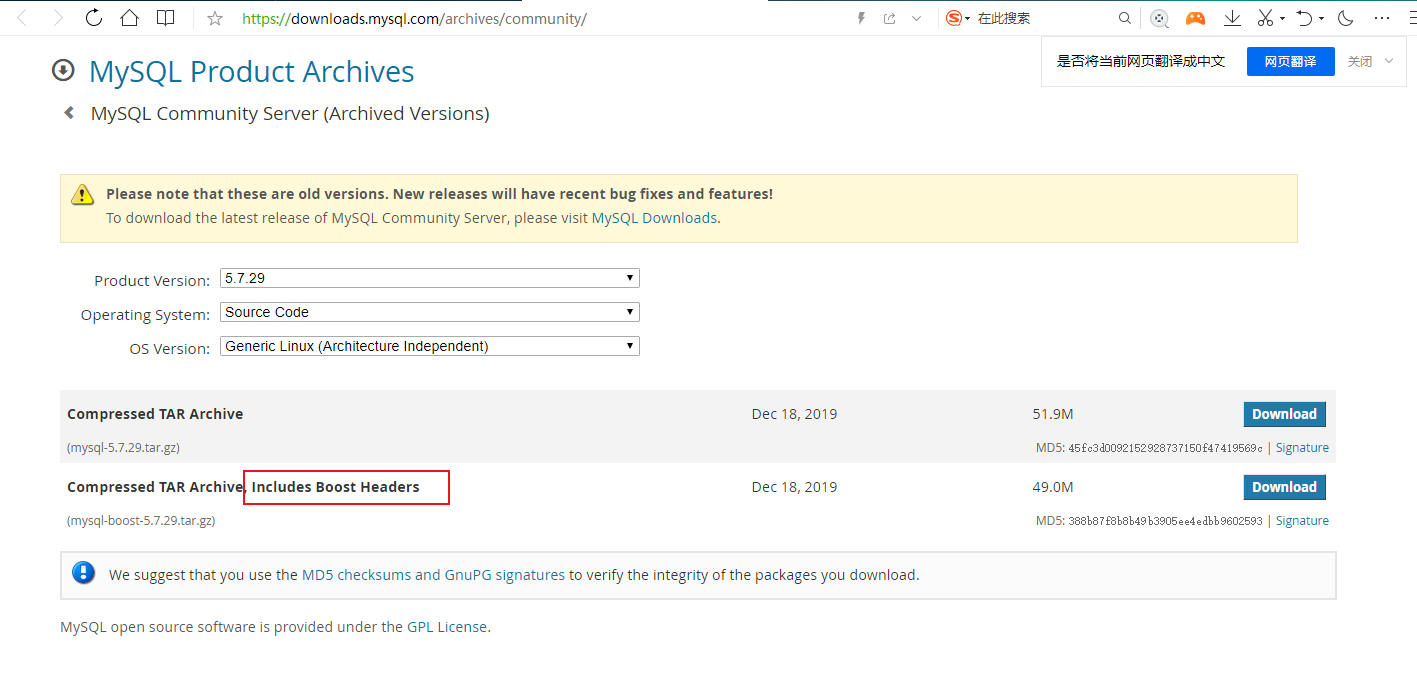 https://downloads.mysql.com/archives/community/
在此搜索
是否将当前网页翻译成中文 网页翻译 关闭
MySQL Product Archives
MySQL Community Server (Archived Versions)
Please note that these are old versions. New releases will have recent bug fixes and features!
To download the latest release of MySQL Community Server, please visit MySQL Downloads.
Product Version: 5.7.29
Operating System: Source Code
OS Version: Generic Linux (Architecture Independent)
Compressed TAR Archive Dec 18, 2019 51.9M Download
(mysql-5.7.29.tar.gz) MD5: 45fc3d0092152928737150f47419569c | Signature
Compressed TAR Archive, Includes Boost Headers Dec 18, 2019 49.0M Download
(mysql-boost-5.7.29.tar.gz) MD5: 388b87f8b8b49b3905ee4edbb9602593 | Signature
We suggest that you use the MD5 checksums and GnuPG signatures to verify the integrity of the packages you download.
MySQL open source software is provided under the GPL License.